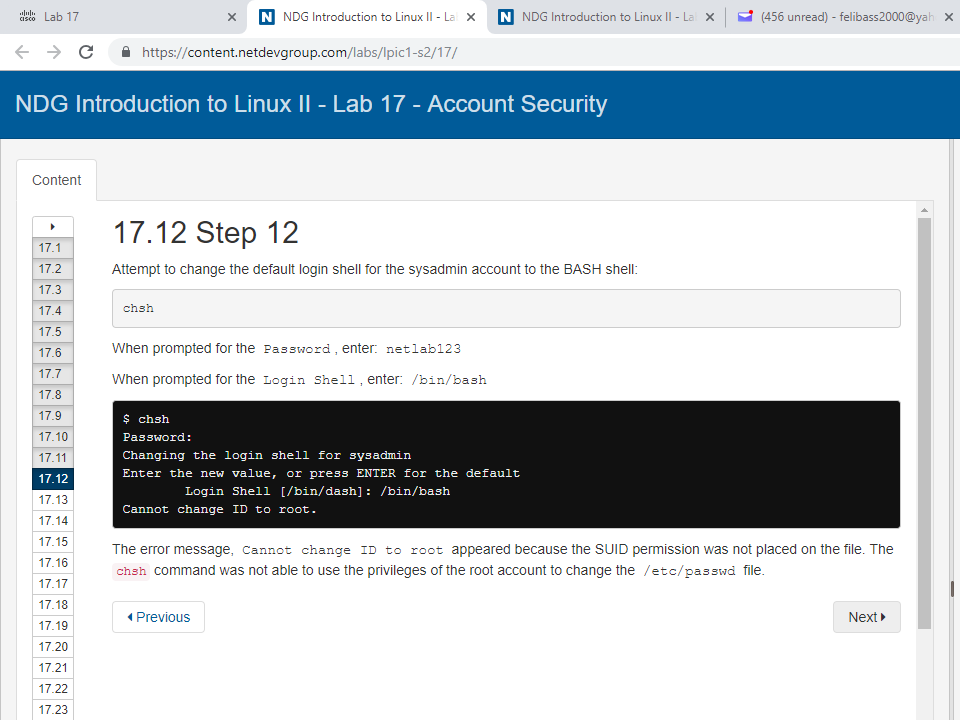 Lab 17
NDG Introduction to Linux II - La
NDG Introduction to Linux II - La
(456 unread) - felibass2000@yah
https://content.netdevgroup.com/labs/lpic1-s2/17/
NDG Introduction to Linux II - Lab 17 - Account Security
Content
17.1
17.2
17.3
17.4
17.5
17.6
17.7
17.8
17.9
17.10
17.11
17.12
17.13
17.14
17.15
17.16
17.17
17.18
17.19
17.20
17.21
17.22
17.23
17.12 Step 12
Attempt to change the default login shell for the sysadmin account to the BASH shell:
chsh
When prompted for the Password, enter: netlab123
When prompted for the Login Shell, enter: /bin/bash
$ chsh
Password:
Changing the login shell for sysadmin
Enter the new value, or press ENTER for the default
Login Shell [/bin/dash]: /bin/bash
Cannot change ID to root.
The error message, Cannot change ID to root appeared because the SUID permission was not placed on the file. The
chsh command was not able to use the privileges of the root account to change the /etc/passwd file.
Previous
Next